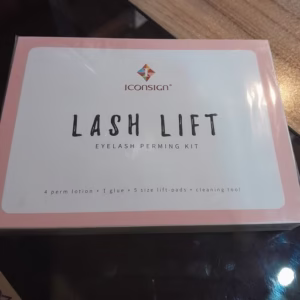 ICONSIGN®
LASH LIFT
EYELASH PERMING KIT
4 perm lotion • 1 glue • 5 size lift-pads • cleaning tool